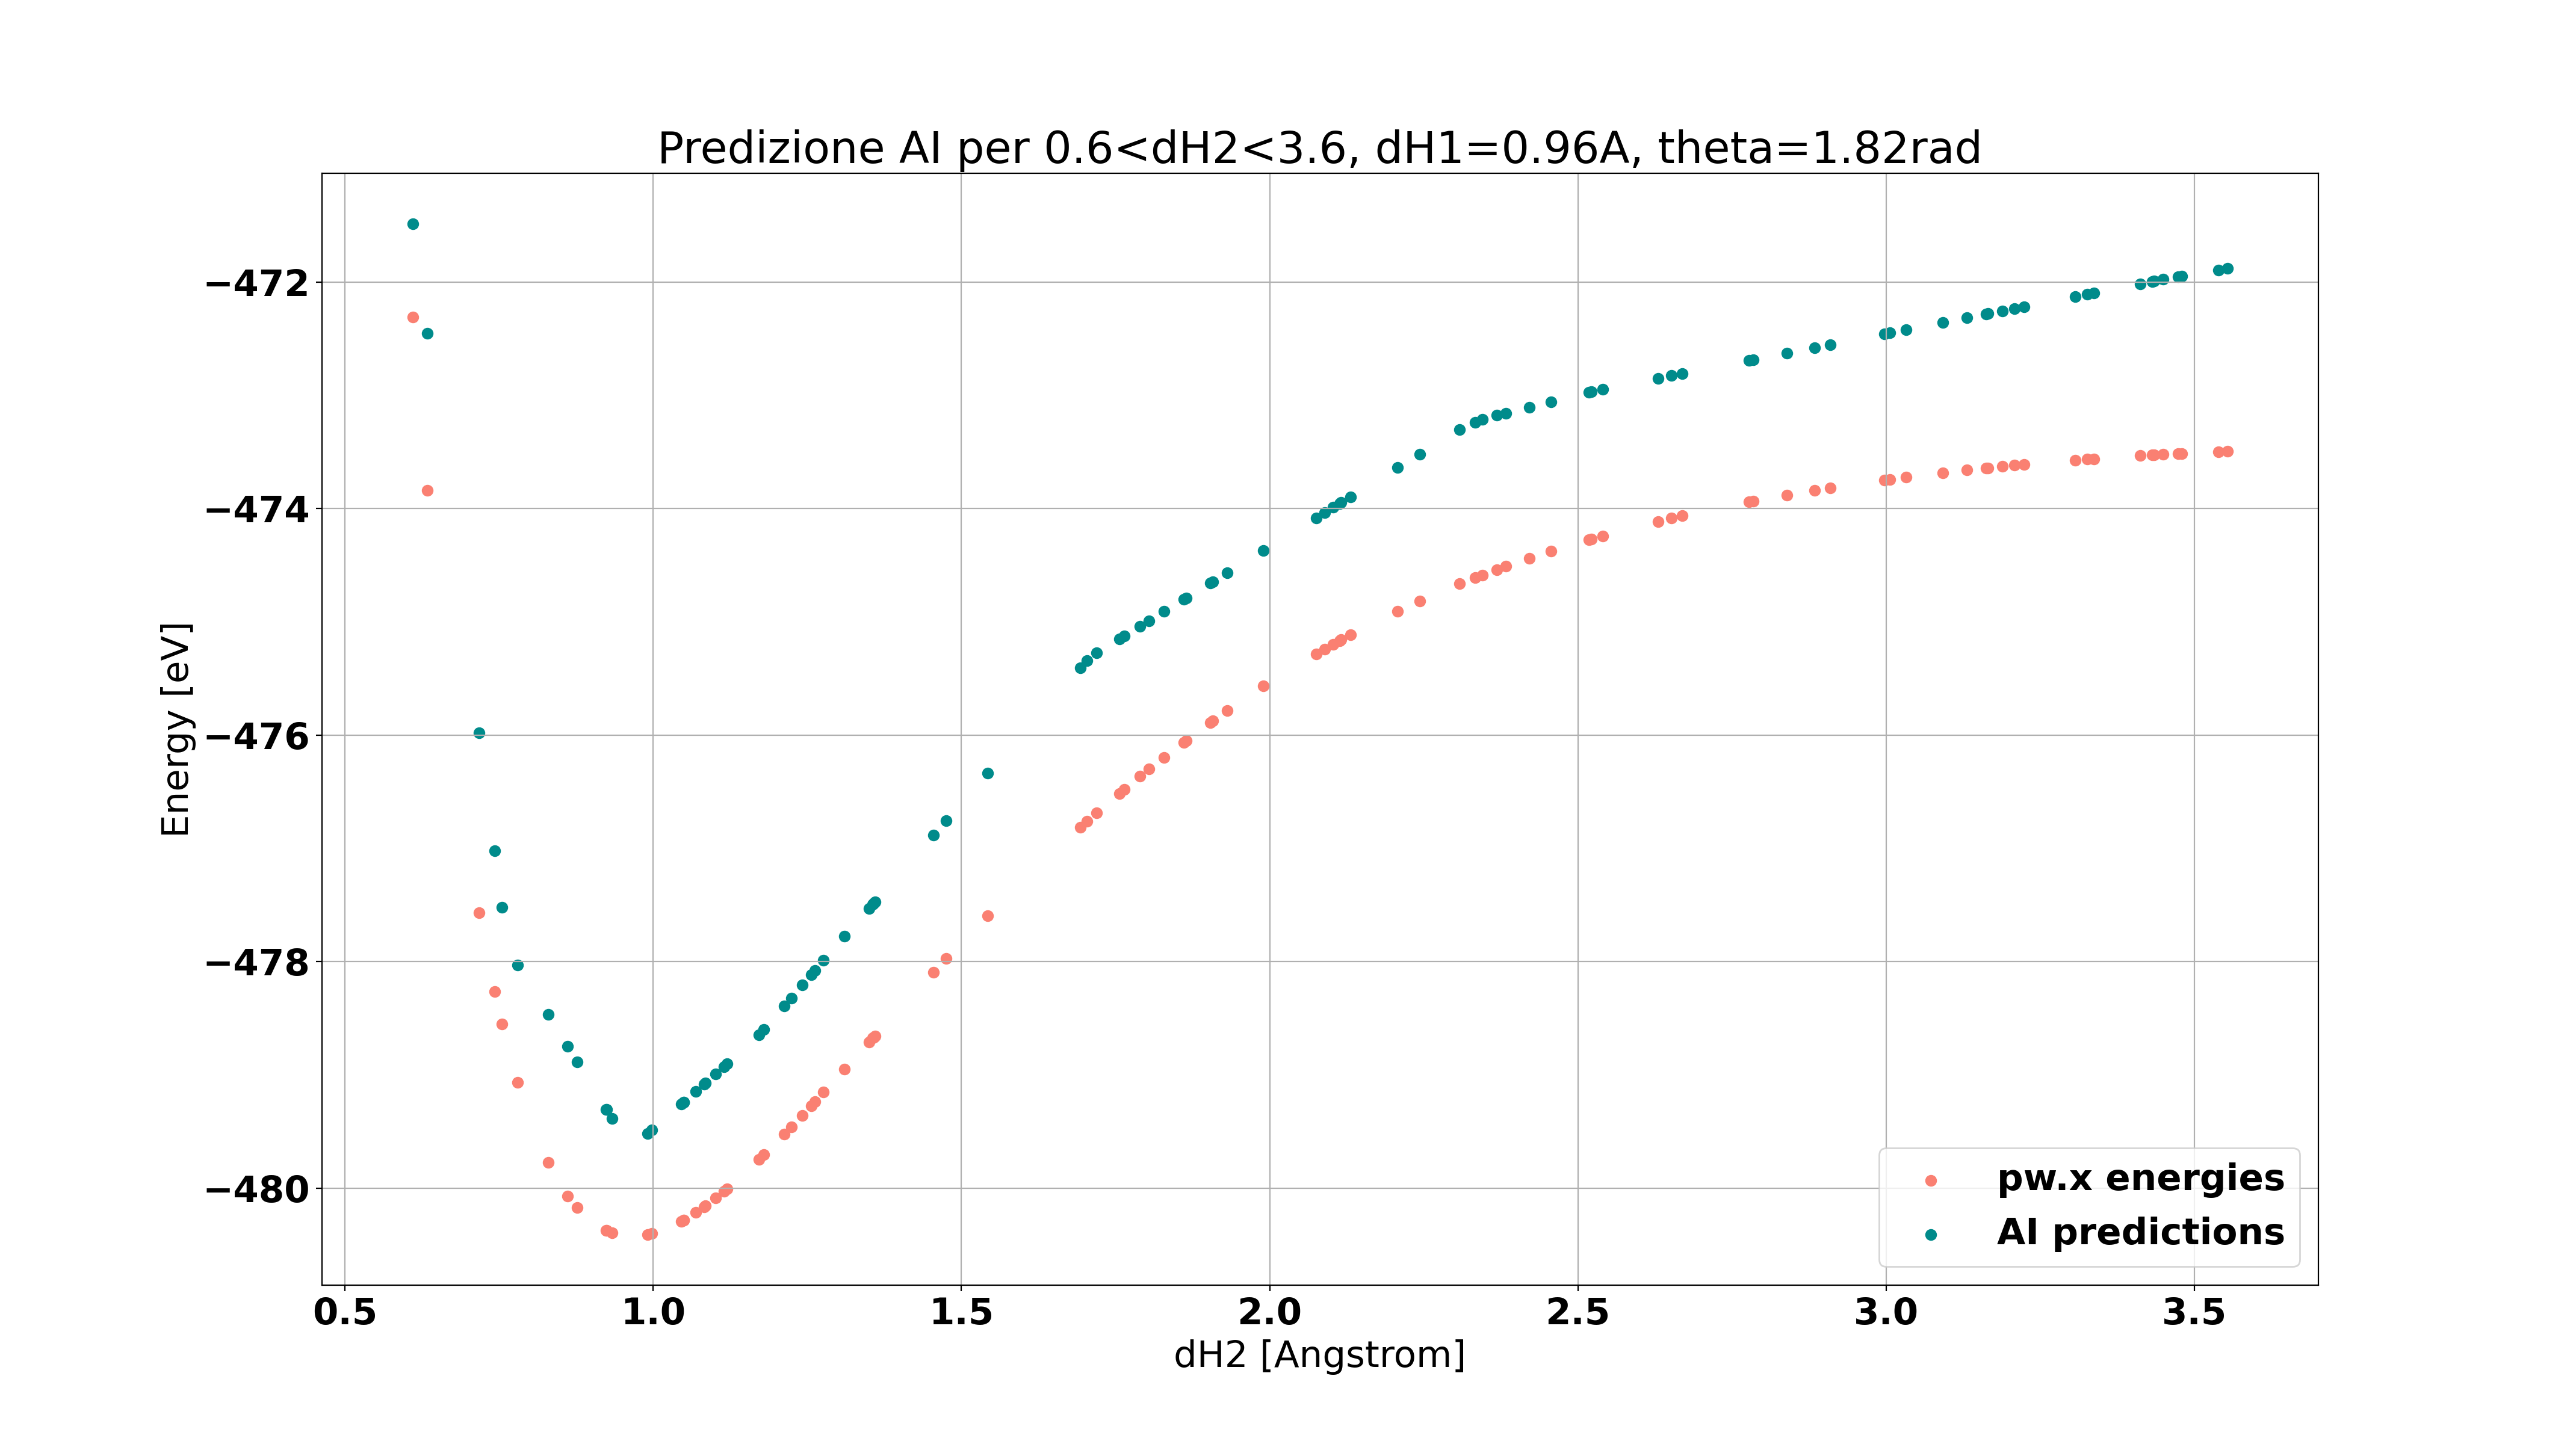 Predizione AI per 0.6<dH2<3.6, dH1=0.96A, theta=1.82rad
Energy [eV]
−472
−474
−476
−478
−480
0.5 1.0 1.5 2.0 2.5 3.0 3.5
dH2 [Angstrom]
pw.x energies
AI predictions